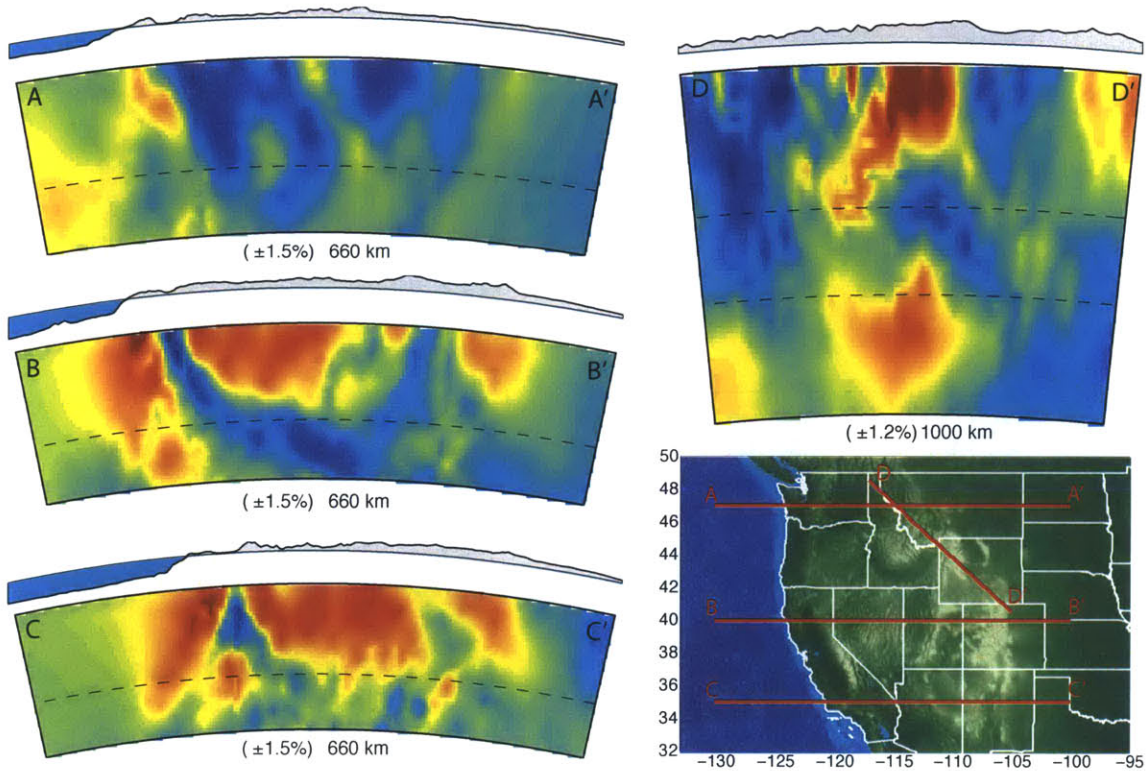 A A'
(±1.5%) 660 km
B B'
(±1.5%) 660 km
C C'
(±1.5%) 660 km
D D'
(±1.2%) 1000 km
50
48
46
44
42
40
38
36
34
32
D
A A'
D'
B B'
C C'
−130 −125 −120 −115 −110 −105 −100 −95